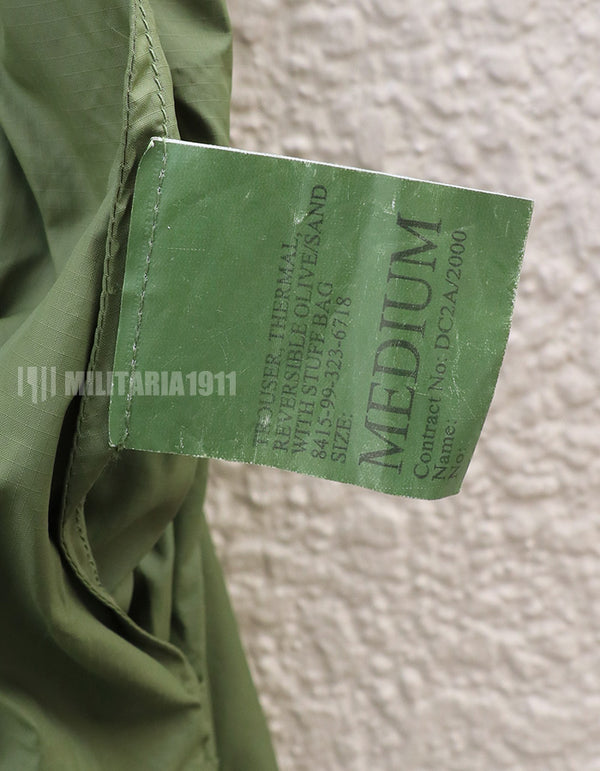 TROUSER, THERMAL
REVERSIBLE OLIVE/SAND
WITH STUFF BAG
8415-99-323-6718
SIZE:
MEDIUM
Contract No: DC2A/2000
Name:
No:
MILITARIA1911